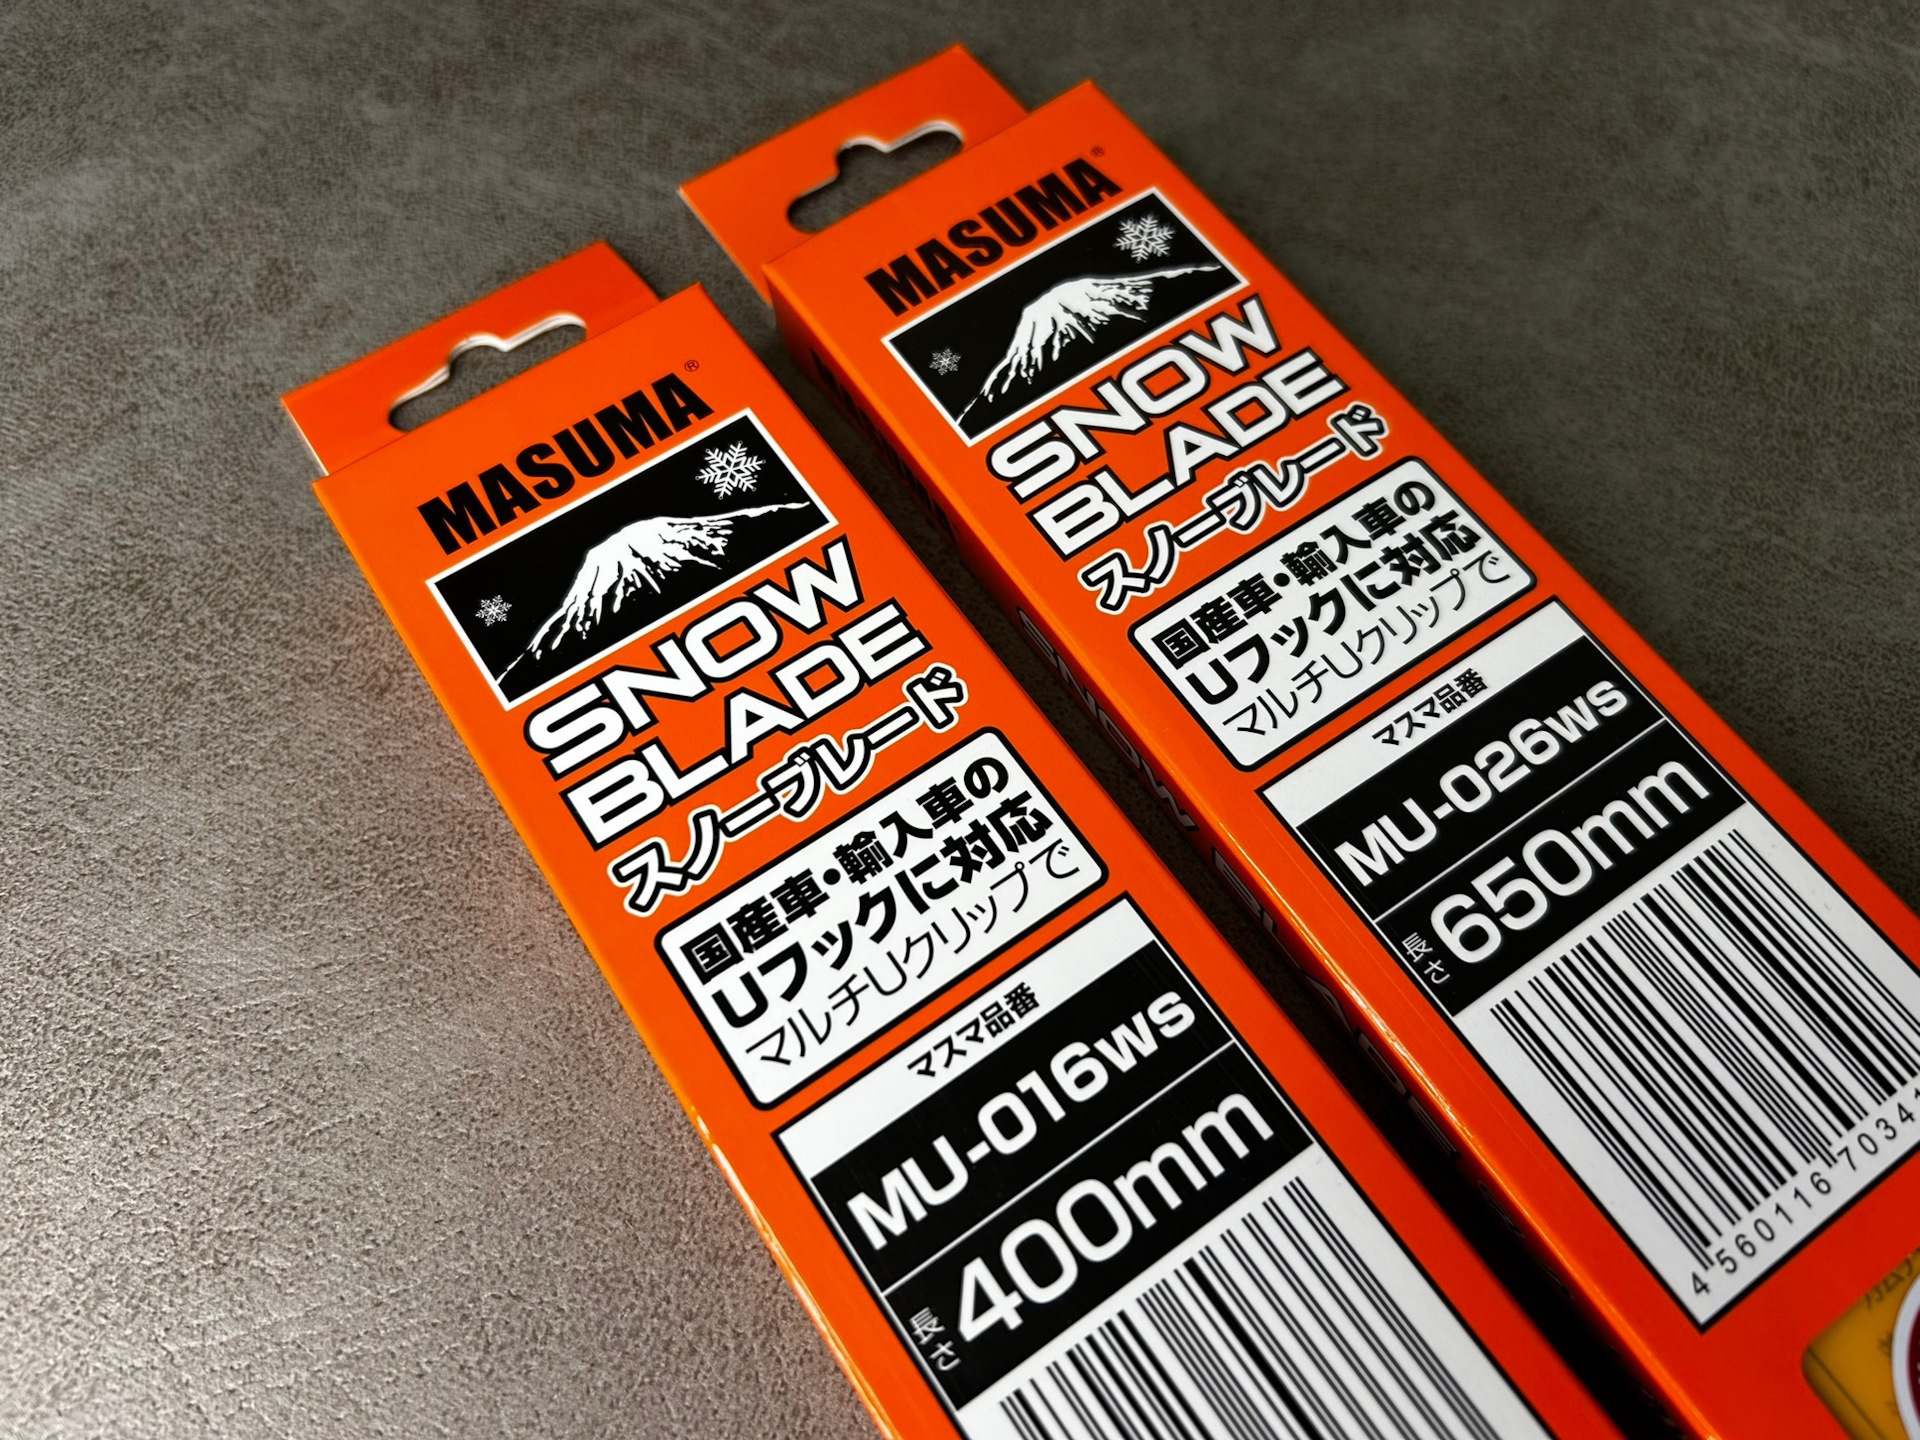 MASUMA®
SNOW
BLADE
スノーブレード
国産車・輸入車の
Uフックに対応
マルチUクリップで
マスマ品番
MU-016ws
長さ 400mm
MASUMA®
SNOW
BLADE
スノーブレード
国産車・輸入車の
Uフックに対応
マルチUクリップで
マスマ品番
MU-026ws
長さ 650mm
4 560116 70341
SNOW BLADE